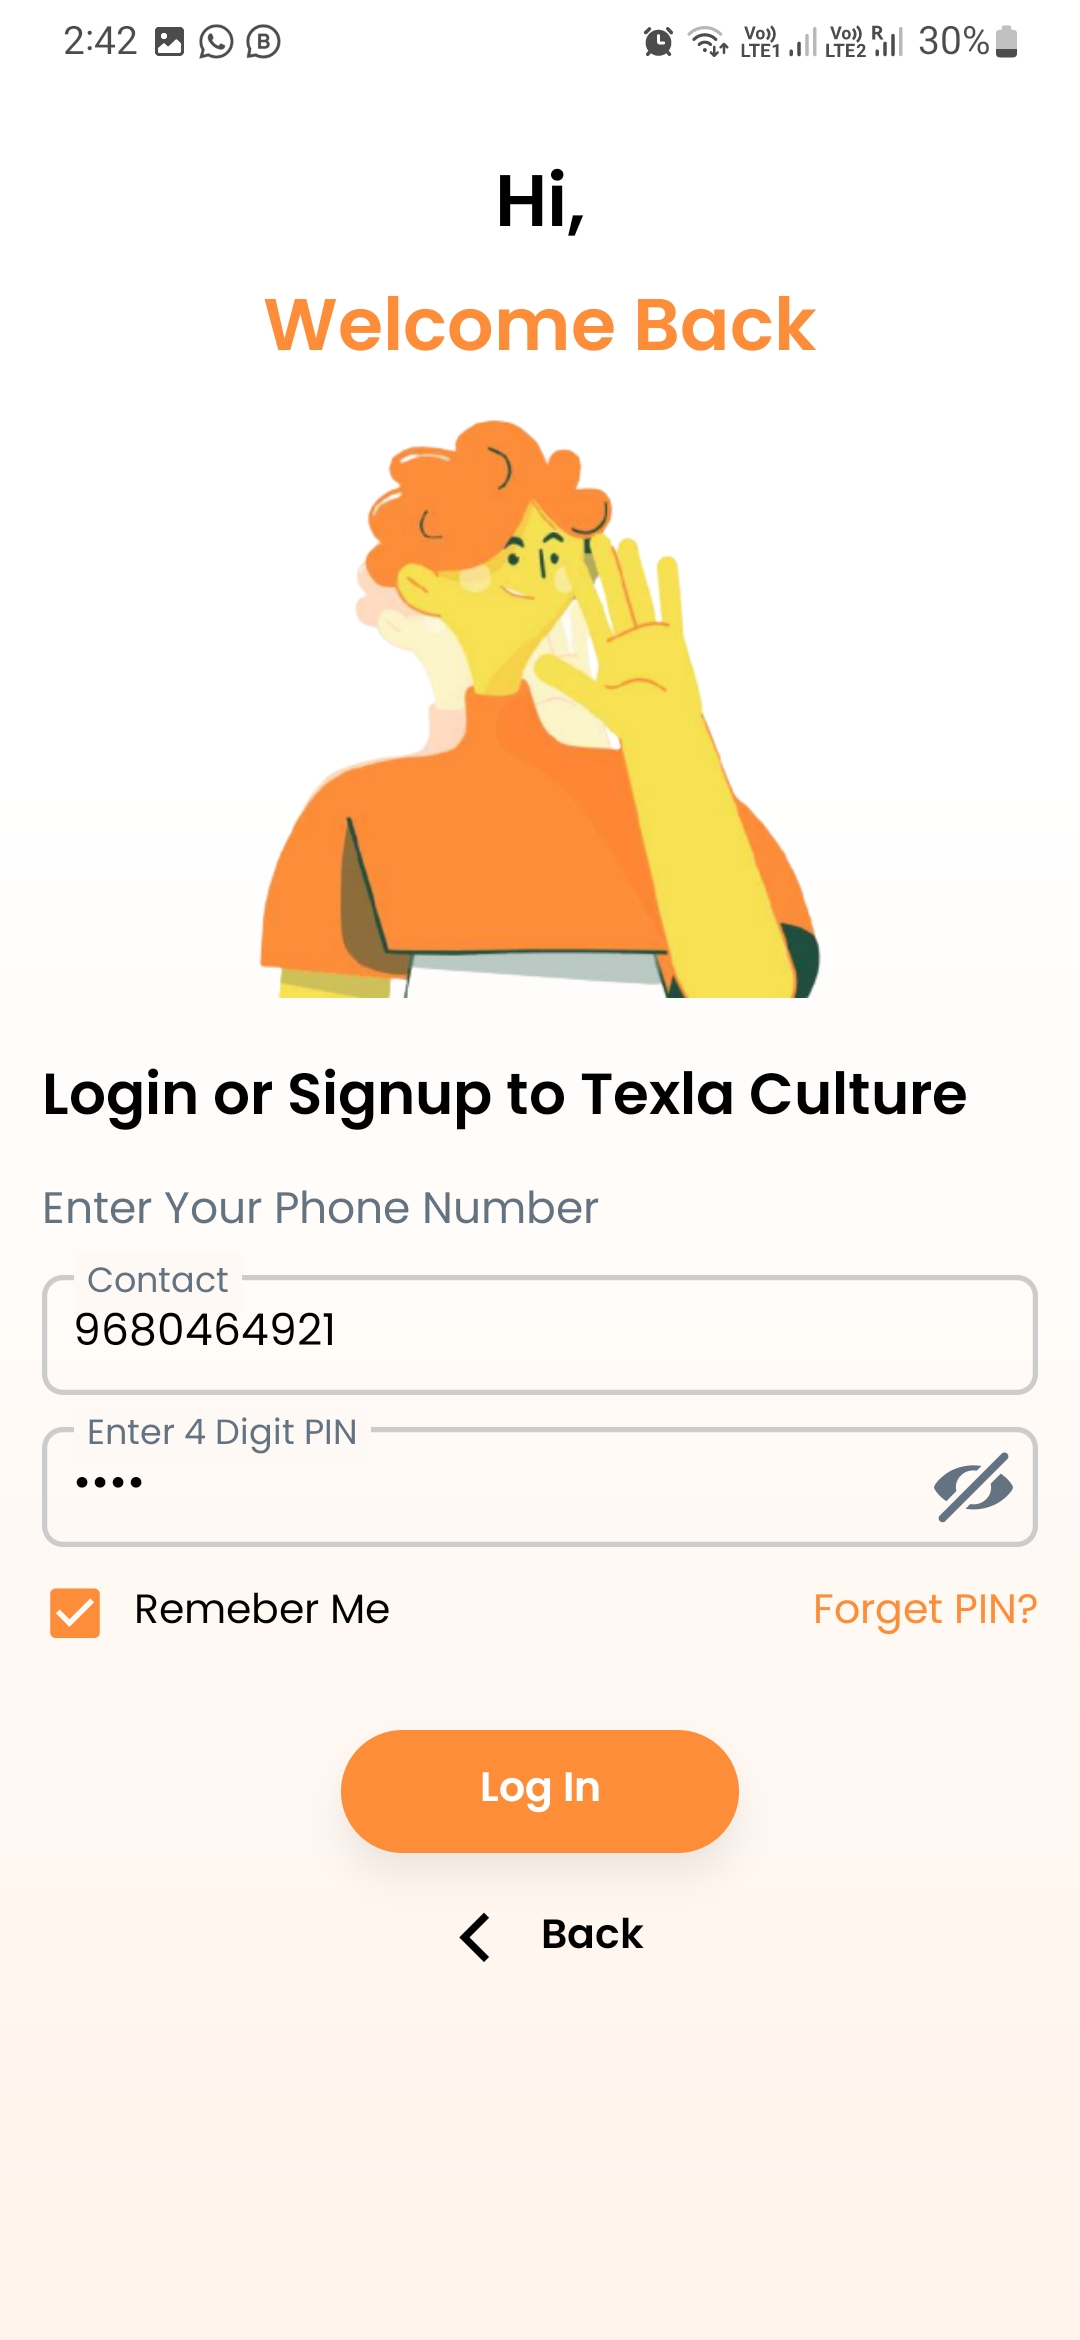 2:42 B Vo)) LTE1 Vo)) LTE2 R 30%
Hi,
Welcome Back
Login or Signup to Texla Culture
Enter Your Phone Number
Contact
9680464921
Enter 4 Digit PIN
••••
Remeber Me Forget PIN?
Log In
Back